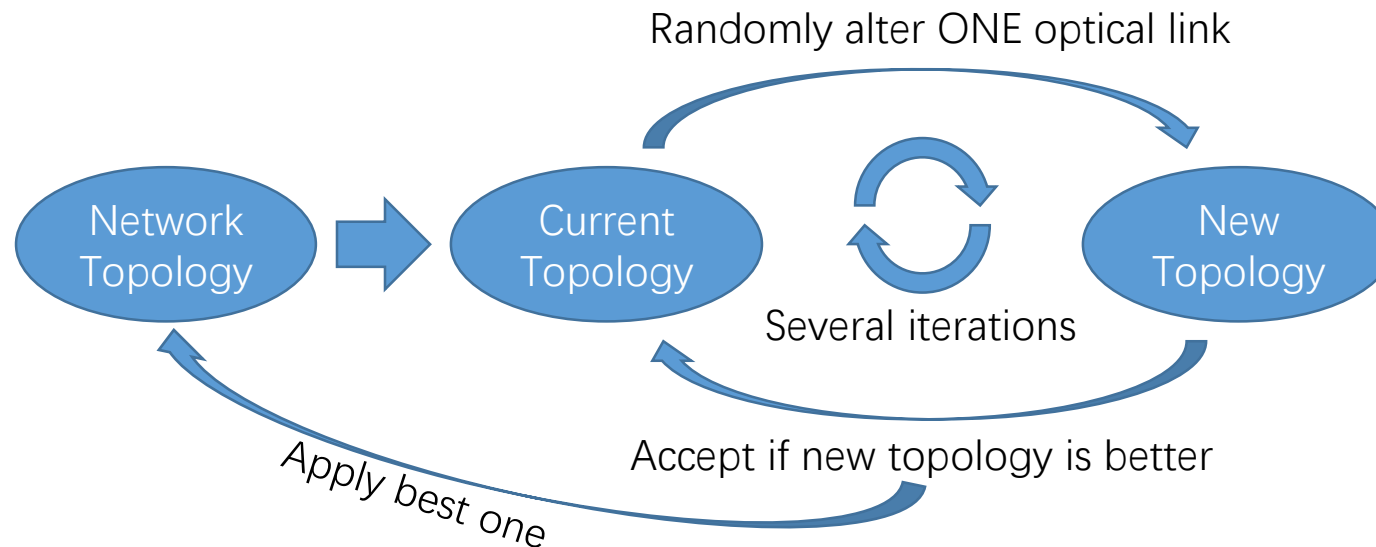 Randomly alter ONE optical link
Network
Topology
Current
Topology
New
Topology
Several iterations
Accept if new topology is better
Apply best one